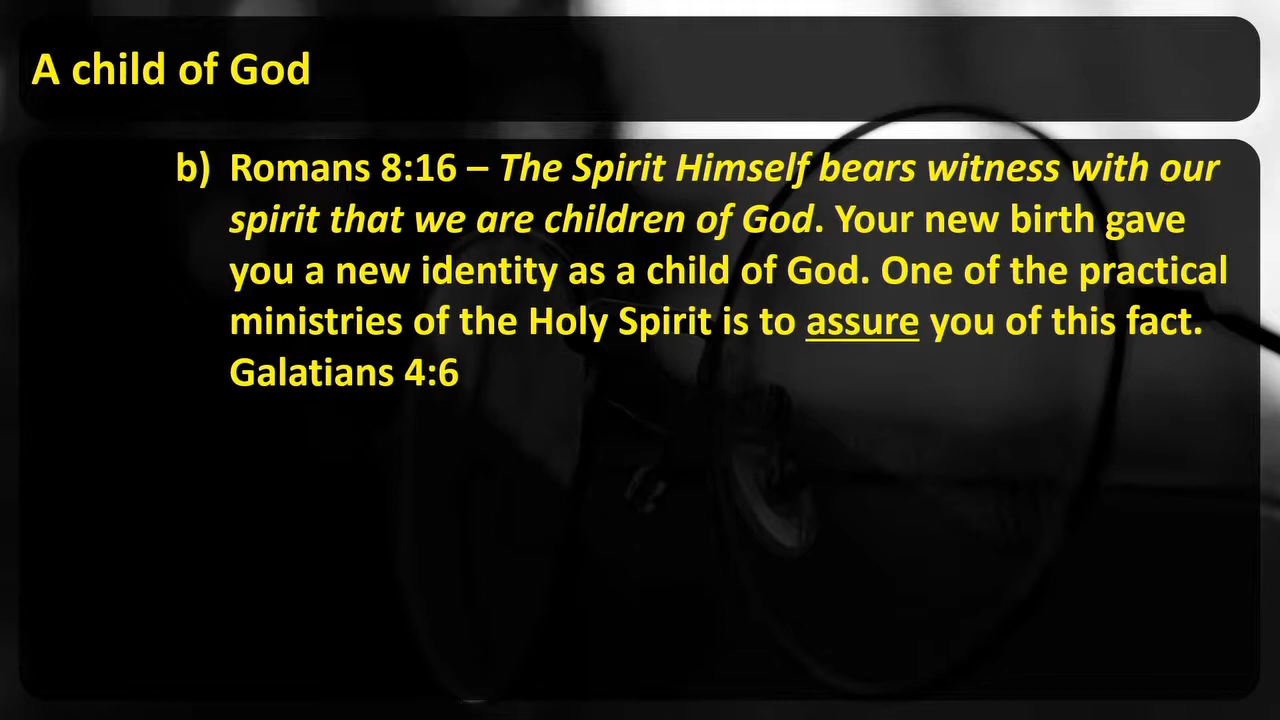 A child of God
b) Romans 8:16 – The Spirit Himself bears witness with our
spirit that we are children of God. Your new birth gave
you a new identity as a child of God. One of the practical
ministries of the Holy Spirit is to assure you of this fact.
Galatians 4:6